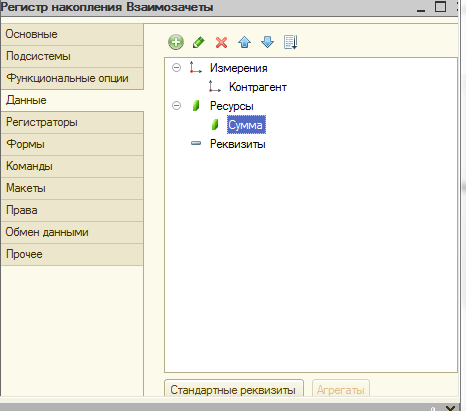 Регистр накопления Взаимозачеты
Основные
Подсистемы
Функциональные опции
Данные
Регистраторы
Формы
Команды
Макеты
Права
Обмен данными
Прочее
Измерения
Контрагент
Ресурсы
Сумма
Реквизиты
Стандартные реквизиты
Агрегаты